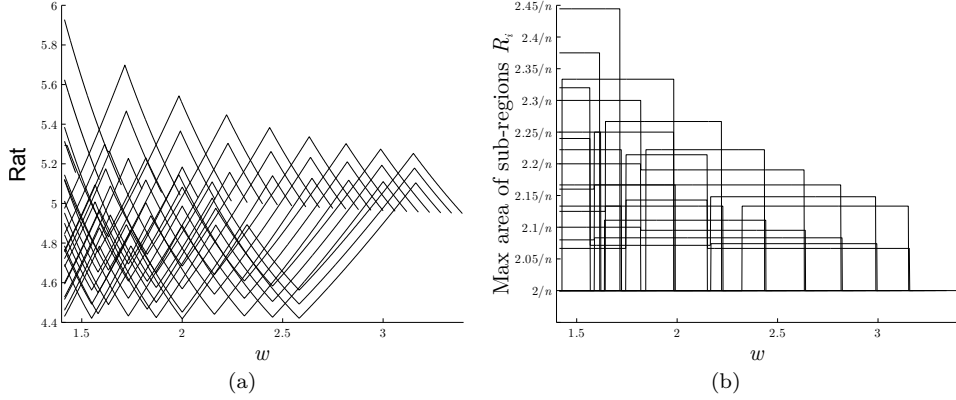 6
5.8
5.6
5.4
5.2
5
4.8
4.6
4.4
Rat
1.5 2 2.5 3
w
(a)
2.45/n
2.4/n
2.35/n
2.3/n
2.25/n
2.2/n
2.15/n
2.1/n
2.05/n
2/n
Max area of sub-regions R_i
1.5 2 2.5 3
w
(b)